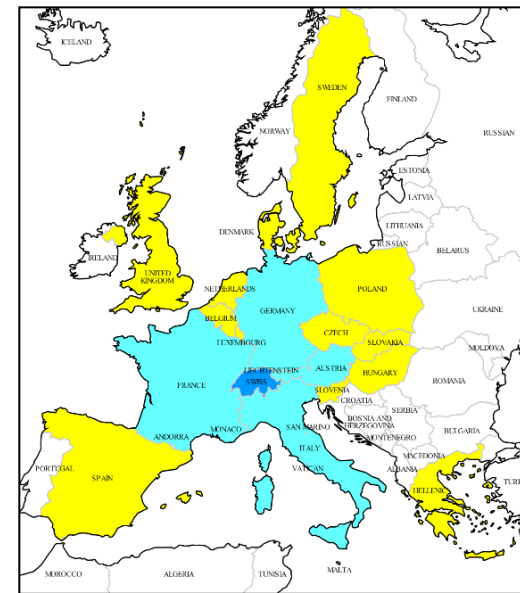 ICELAND
SWEDEN
FINLAND
NORWAY
RUSSIAN
ESTONIA
LATVIA
DENMARK
LITHUANIA
RUSSIAN
BELARUS
IRELAND
UNITED
KINGDOM
NETHERLANDS
POLAND
GERMANY
BELGIUM
UKRAINE
CZECH
LUXEMBOURG
SLOVAKIA
MOLDOVA
LIECHTENSTEIN
AUSTRIA
HUNGARY
SWISS
FRANCE
ROMANIA
SLOVENIA
CROATIA
SERBIA
BOSNIA AND
HERZEGOVINA
MONACO
SAN MARINO
BULGARIA
ANDORRA
MONTENEGRO
ITALY
MACEDONIA
PORTUGAL
VATICAN
ALBANIA
SPAIN
TUR
HELLENIC
MALTA
MOROCCO
ALGERIA
TUNISIA